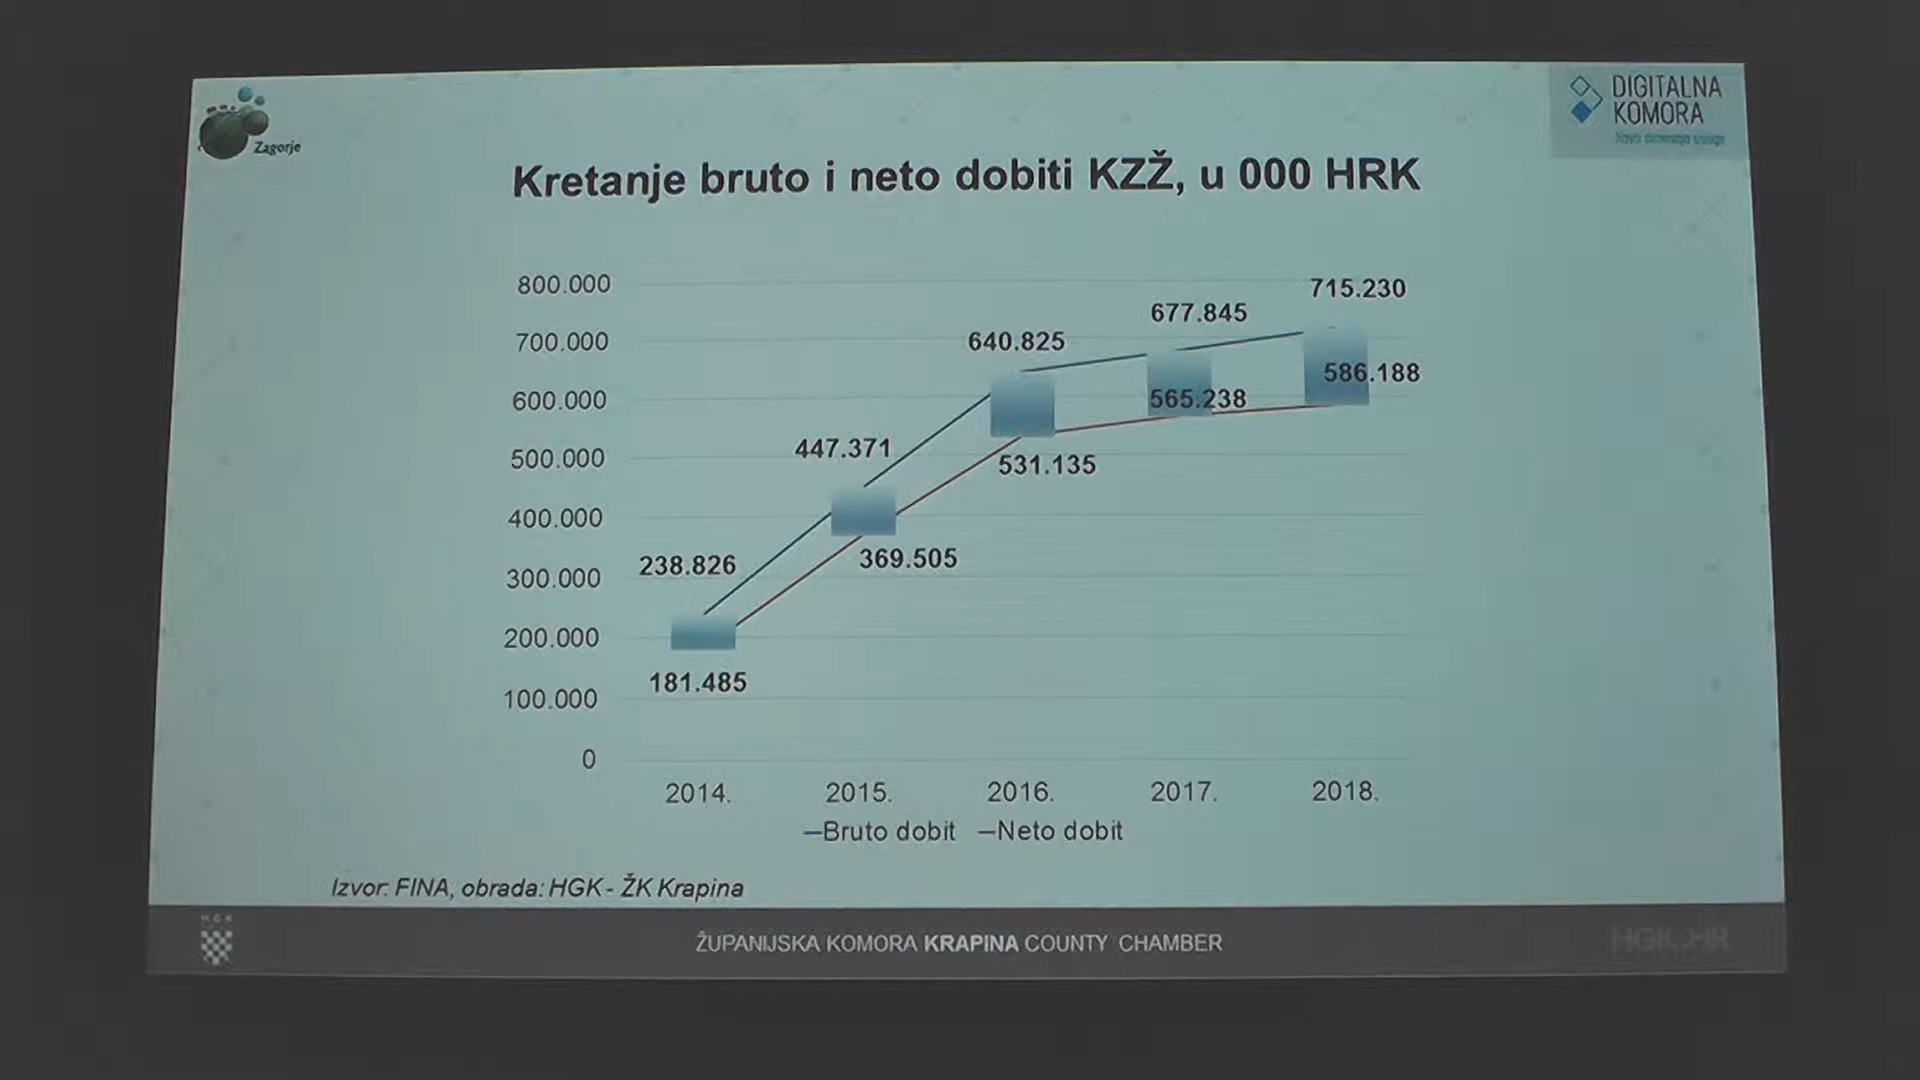 Zagorje
DIGITALNA
KOMORA
Kretanje bruto i neto dobiti KZŽ, u 000 HRK
800.000
700.000
600.000
500.000
400.000
300.000
200.000
100.000
0
238.826
447.371
640.825
677.845
715.230
181.485
369.505
531.135
565.238
586.188
2014. 2015. 2016. 2017. 2018.
Bruto dobit Neto dobit
Izvor: FINA, obrada: HGK - ŽK Krapina
HGK
ŽUPANIJSKA KOMORA KRAPINA COUNTY CHAMBER
HGK.HR